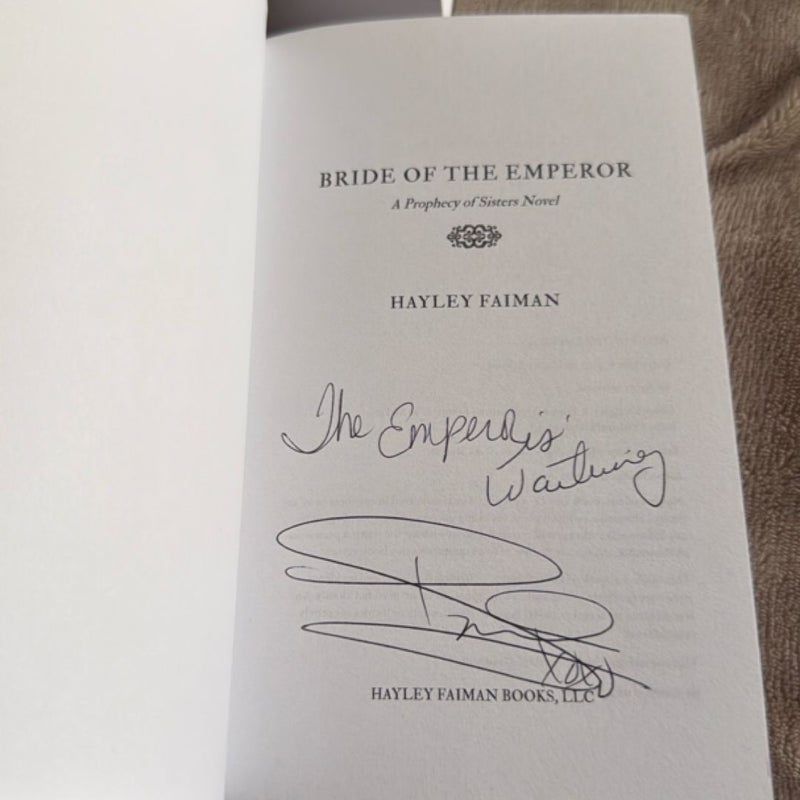 BRIDE OF THE EMPEROR
A Prophecy of Sisters Novel
HAYLEY FAIMAN
The Emperor is
Waiting
xoxo
HAYLEY FAIMAN BOOKS, LLC